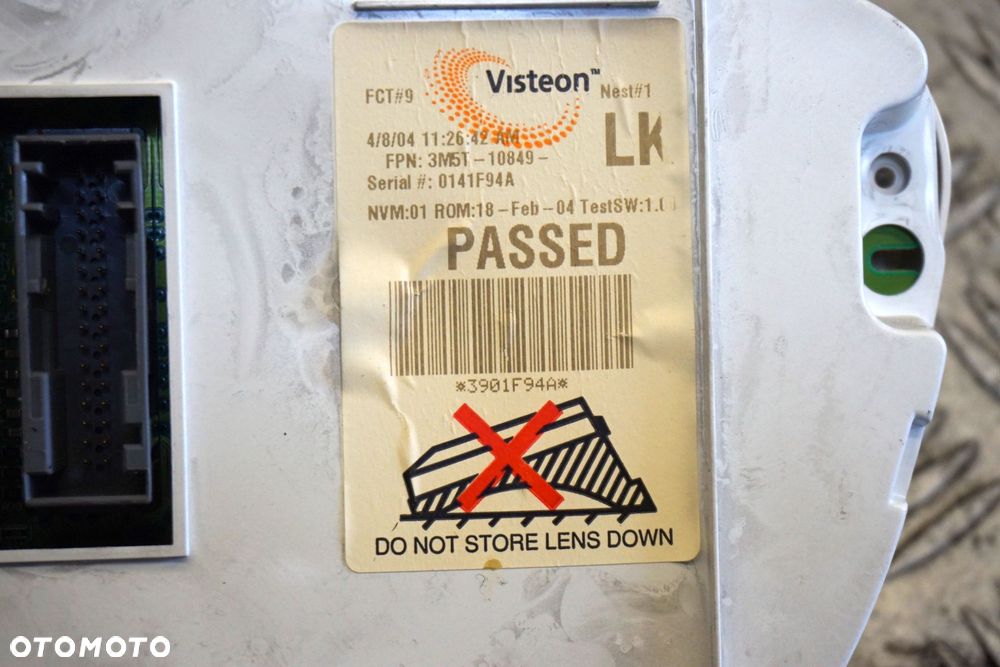 Visteon™
FCT#9 Nest#1
4/8/04 11:26:42 AM
LK
FPN: 3M5T-10849-
Serial #: 0141F94A
NVM:01 ROM:18-Feb-04 TestSW:1.0
PASSED
*3901F94A*
DO NOT STORE LENS DOWN
OTOMOTO